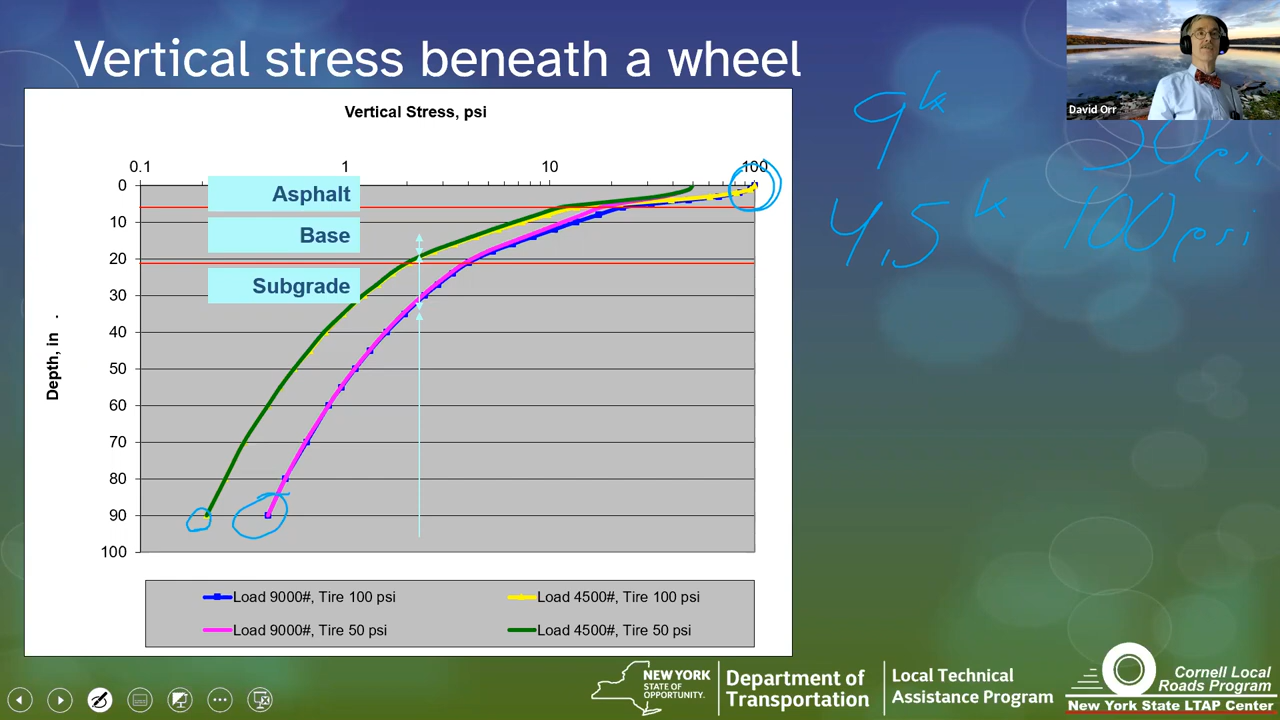 Vertical stress beneath a wheel
David Orr
Vertical Stress, psi
0.1 1 10 100
0
10
20
30
40
50
60
70
80
90
100
Depth, in .
Asphalt
Base
Subgrade
Load 9000#, Tire 100 psi
Load 4500#, Tire 100 psi
Load 9000#, Tire 50 psi
Load 4500#, Tire 50 psi
9k 50 psi
4.5k 100 psi
NEW YORK
STATE OF
OPPORTUNITY.
Department of
Transportation
Local Technical
Assistance Program
Cornell Local
Roads Program
New York State LTAP Center